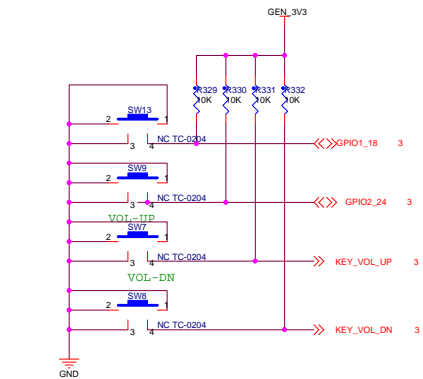 GEN_3V3
R329 R330 R331 R332
10K 10K 10K 10K
SW13
2 1
3 4 NC TC-0204
GPIO1_18 3
SW9
2 1
3 4 NC TC-0204
GPIO2_24 3
VOL-UP
SW7
2 1
3 4 NC TC-0204
KEY_VOL_UP 3
VOL-DN
SW8
2 1
3 4 NC TC-0204
KEY_VOL_DN 3
GND